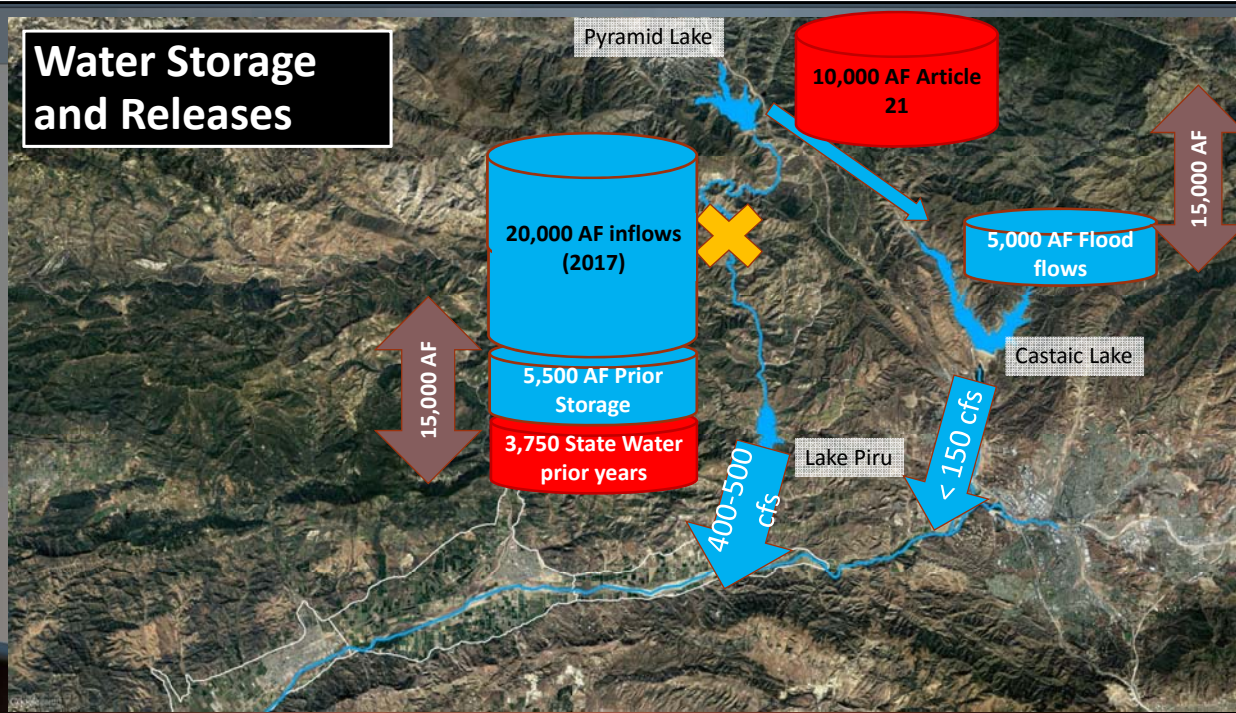 Water Storage
and Releases
Pyramid Lake
10,000 AF Article
21
15,000 AF
20,000 AF inflows
(2017)
5,000 AF Flood
flows
Castaic Lake
15,000 AF
5,500 AF Prior
Storage
3,750 State Water
prior years
Lake Piru
400-500
cfs
< 150 cfs